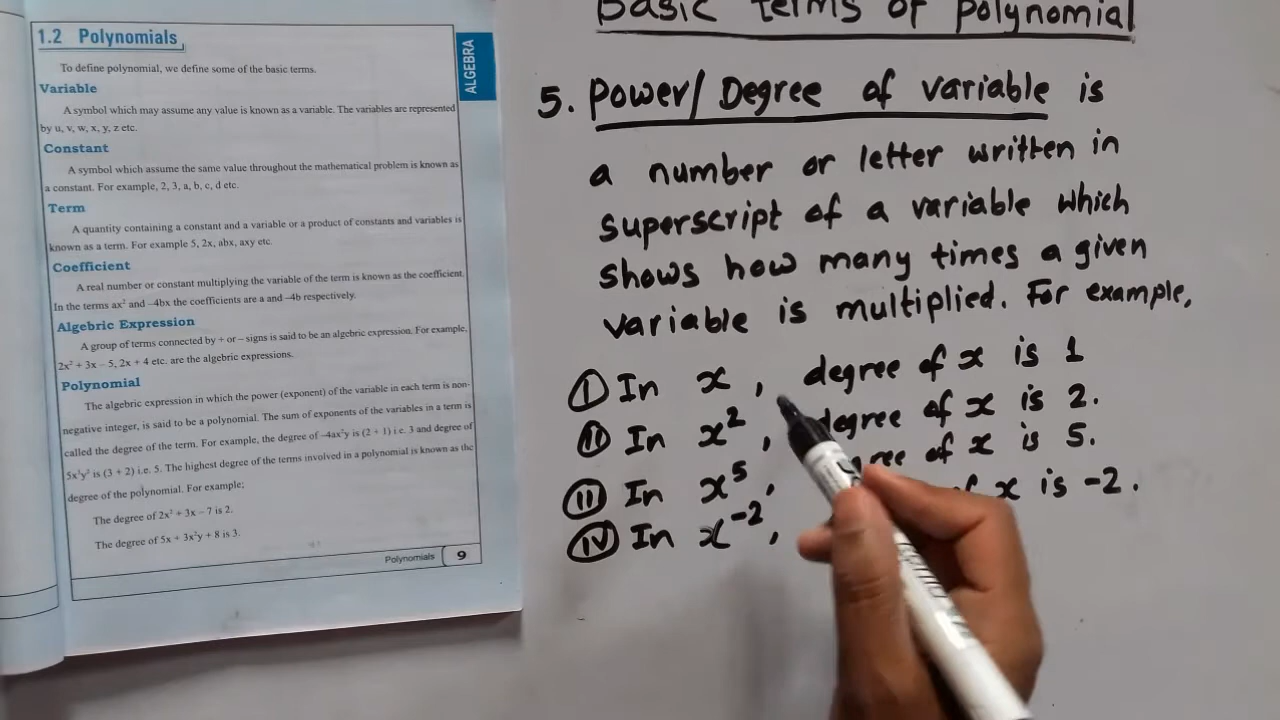 1.2 Polynomials
ALGEBRA
To define polynomial, we define some of the basic terms.
Variable
A symbol which may assume any value is known as a variable. The variables are represented
by u, v, w, x, y, z etc.
Constant
A symbol which assume the same value throughout the mathematical problem is known as
a constant. For example, 2, 3, a, b, c, d etc.
Term
A quantity containing a constant and a variable or a product of constants and variables is
known as a term. For example 5, 2x, abx, axy etc.
Coefficient
A real number or constant multiplying the variable of the term is known as the coefficient.
In the terms ax² and –4bx the coefficients are a and –4b respectively.
Algebric Expression
A group of terms connected by + or – signs is said to be an algebric expression. For example,
2x² + 3x – 5, 2x + 4 etc. are the algebric expressions.
Polynomial
The algebric expression in which the power (exponent) of the variable in each term is non-
negative integer, is said to be a polynomial. The sum of exponents of the variables in a term is
called the degree of the term. For example, the degree of –4ax²y is (2 + 1) i.e. 3 and degree of
5x³y² is (3 + 2) i.e. 5. The highest degree of the terms involved in a polynomial is known as the
degree of the polynomial. For example;
The degree of 2x² + 3x – 7 is 2.
The degree of 5x + 3x²y + 8 is 3.
Polynomials 9
Basic terms of polynomial
5. Power/Degree of variable is
a number or letter written in
superscript of a variable which
shows how many times a given
variable is multiplied. For example,
(I) In x, degree of x is 1
(II) In x², degree of x is 2.
(III) In x⁵, of x is 5.
(IV) In x⁻², x is -2.